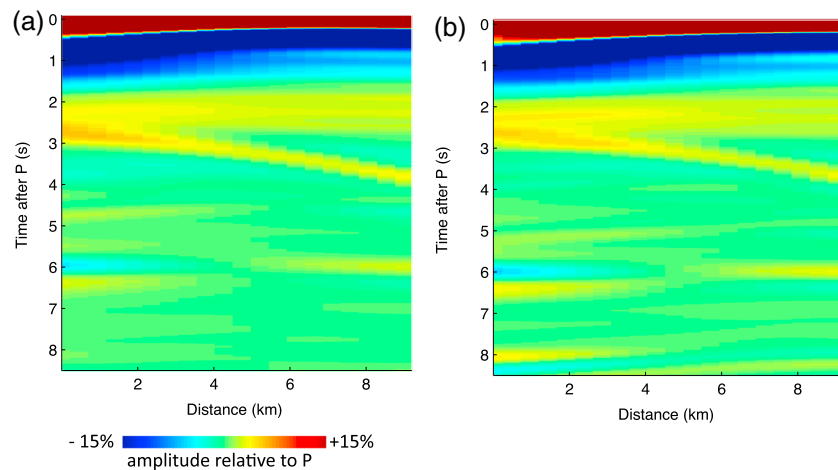 (a)
0
1
2
3
4
5
6
7
8
Time after P (s)
2 4 6 8
Distance (km)
(b)
0
1
2
3
4
5
6
7
8
Time after P (s)
2 4 6 8
Distance (km)
- 15% +15%
amplitude relative to P